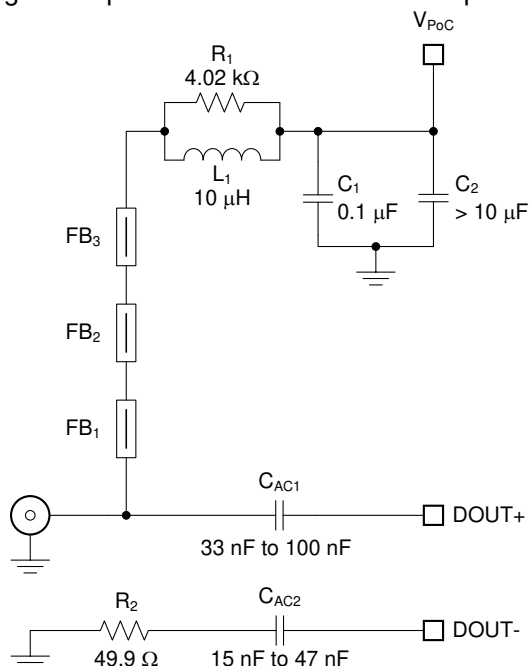 V_PoC
R₁
4.02 kΩ
L₁
10 μH
C₁
0.1 μF
C₂
> 10 μF
FB₃
FB₂
FB₁
C_AC1
33 nF to 100 nF
DOUT+
R₂
49.9 Ω
C_AC2
15 nF to 47 nF
DOUT-